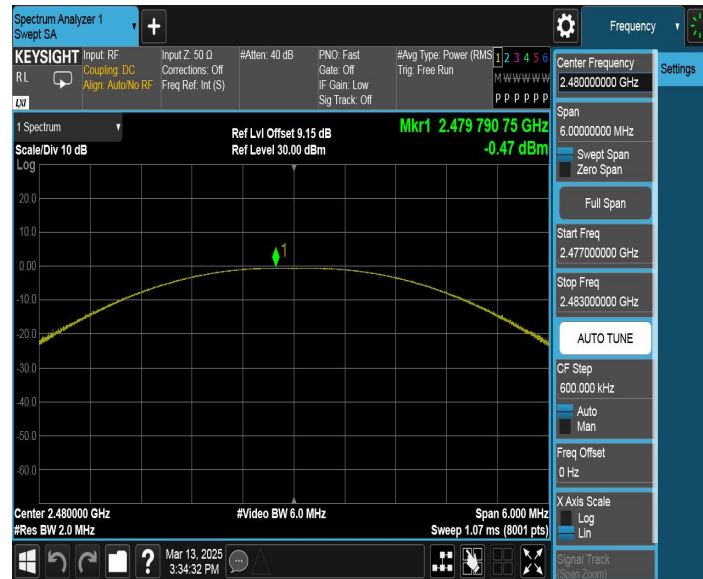 Spectrum Analyzer 1
Swept SA
+
Frequency
KEYSIGHT
RL
LXI
Input: RF
Coupling: DC
Align: Auto/No RF
Input Z: 50 Ω
Corrections: Off
Freq Ref: Int (S)
#Atten: 40 dB
PNO: Fast
Gate: Off
IF Gain: Low
Sig Track: Off
#Avg Type: Power (RMS
Trig: Free Run
1 2 3 4 5 6
M W W W W W
P P P P P P
1 Spectrum
Scale/Div 10 dB
Log
Ref Lvl Offset 9.15 dB
Ref Level 30.00 dBm
Mkr1 2.479 790 75 GHz
-0.47 dBm
1
20.0
10.0
0.00
-10.0
-20.0
-30.0
-40.0
-50.0
-60.0
Center 2.480000 GHz
#Res BW 2.0 MHz
#Video BW 6.0 MHz
Span 6.000 MHz
Sweep 1.07 ms (8001 pts)
?
Mar 13, 2025
3:34:32 PM
Center Frequency
2.480000000 GHz
Settings
Span
6.00000000 MHz
Swept Span
Zero Span
Full Span
Start Freq
2.477000000 GHz
Stop Freq
2.483000000 GHz
AUTO TUNE
CF Step
600.000 kHz
Auto
Man
Freq Offset
0 Hz
X Axis Scale
Log
Lin
Signal Track
(Span Zoom)